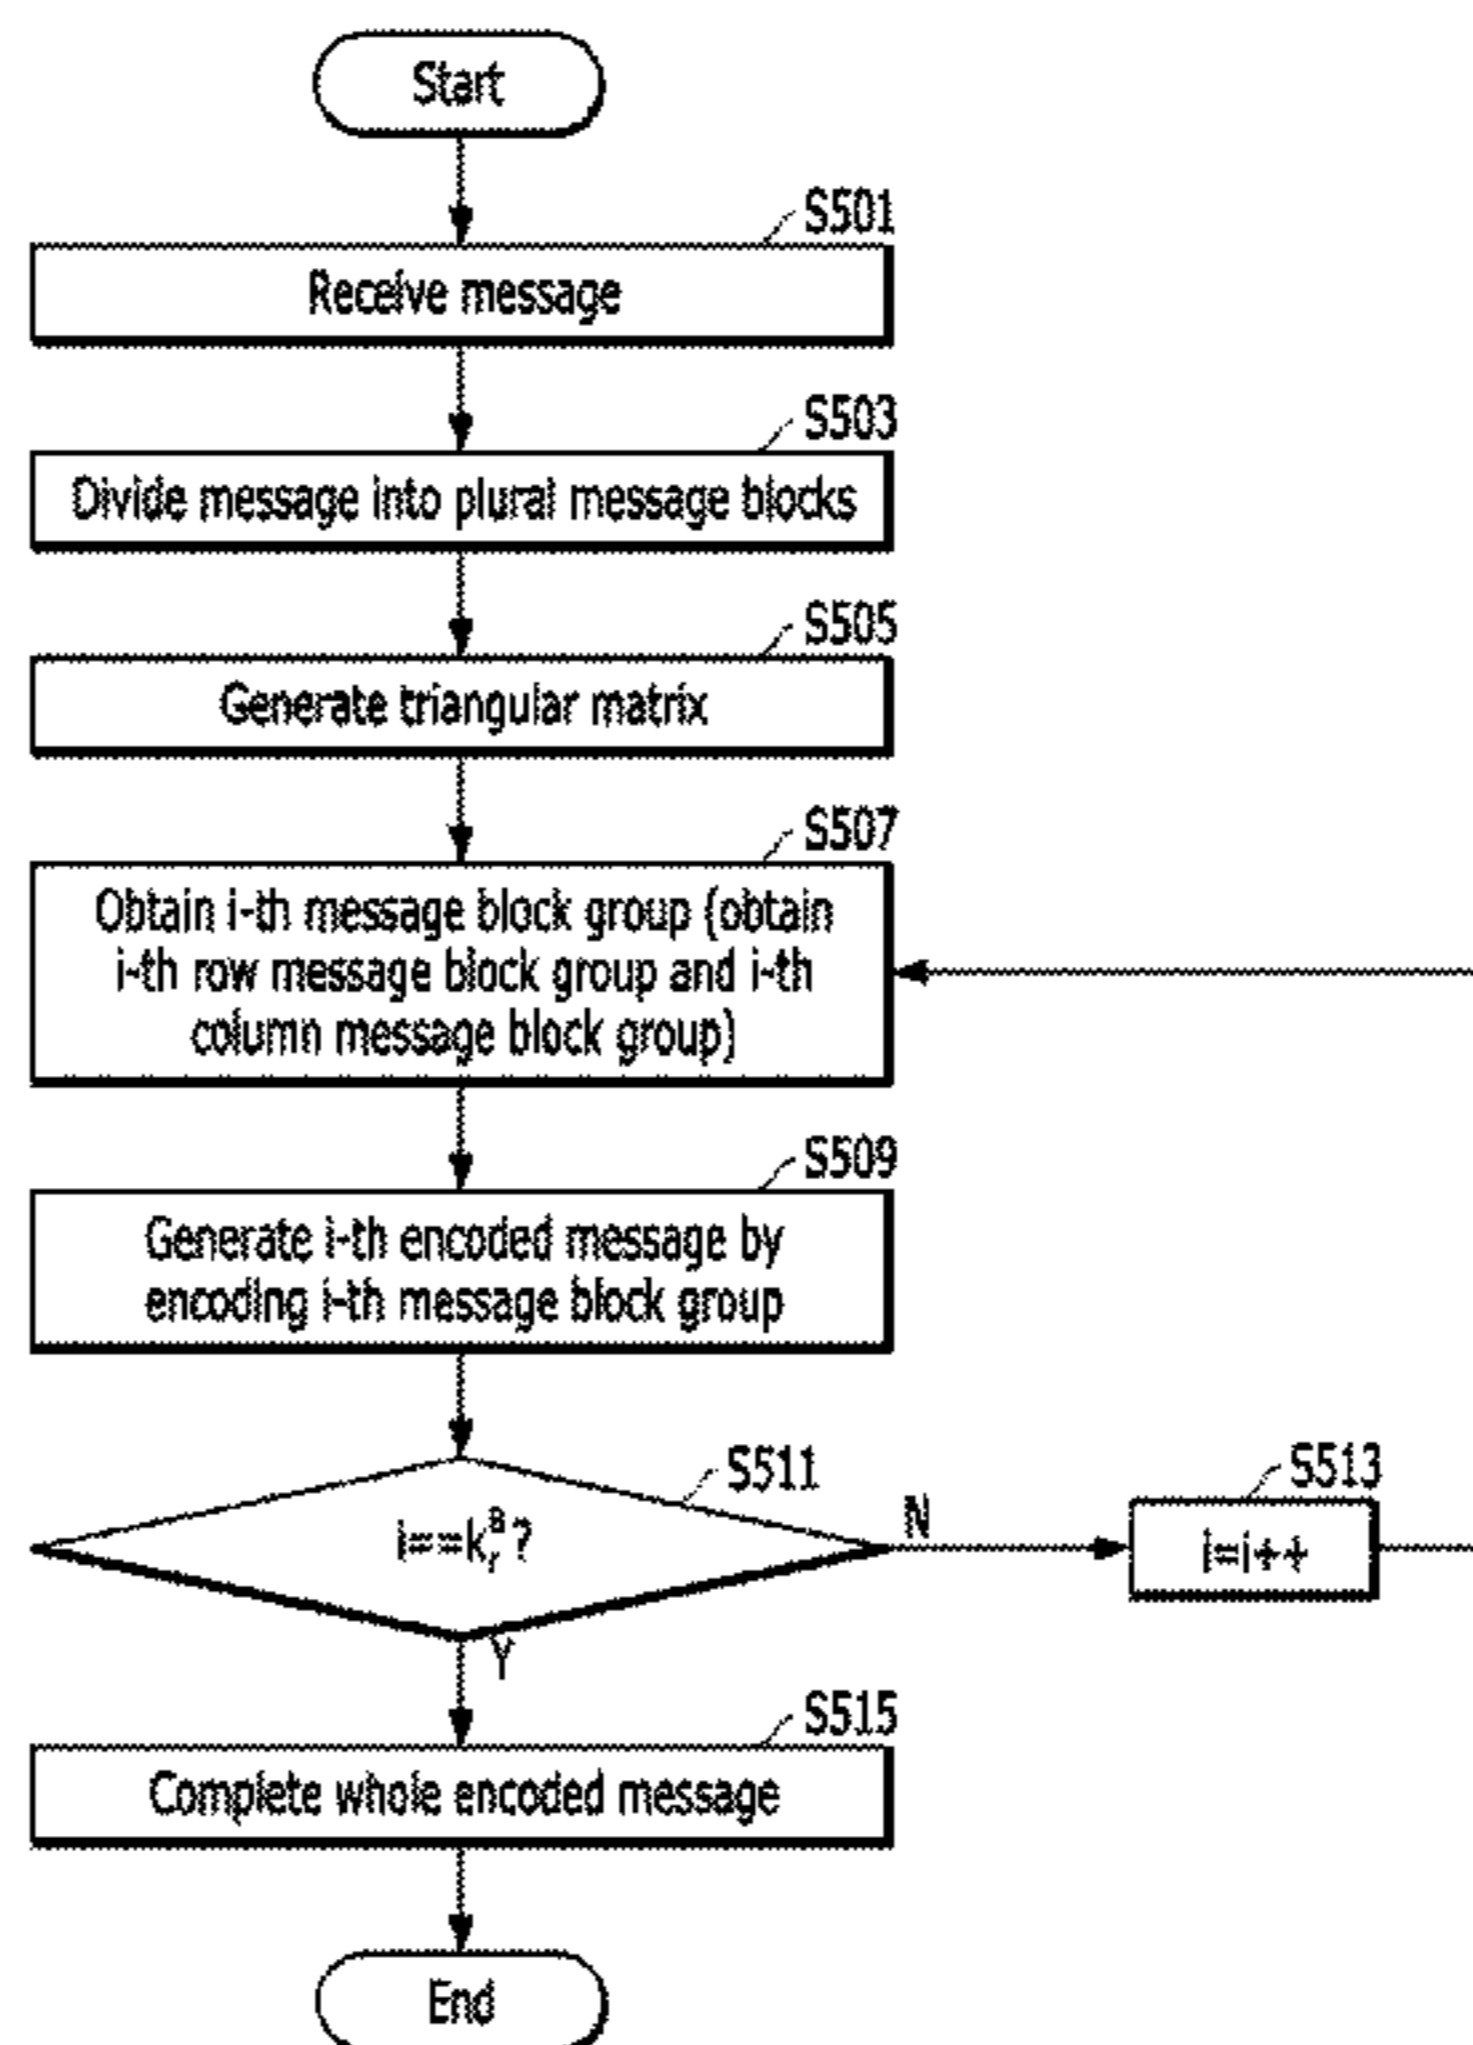 Start
S501
Receive message
S503
Divide message into plural message blocks
S505
Generate triangular matrix
S507
Obtain i-th message block group (obtain
i-th row message block group and i-th
column message block group)
S509
Generate i-th encoded message by
encoding i-th message block group
S511
i==k_r^B?
N
S513
i=i++
Y
S515
Complete whole encoded message
End